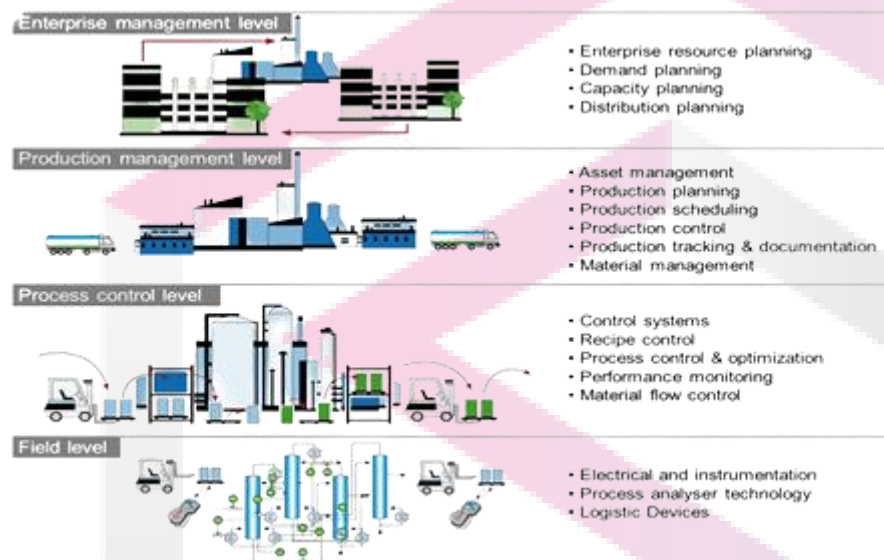 Enterprise management level
• Enterprise resource planning
• Demand planning
• Capacity planning
• Distribution planning
Production management level
• Asset management
• Production planning
• Production scheduling
• Production control
• Production tracking & documentation
• Material management
Process control level
• Control systems
• Recipe control
• Process control & optimization
• Performance monitoring
• Material flow control
Field level
• Electrical and instrumentation
• Process analyser technology
• Logistic Devices